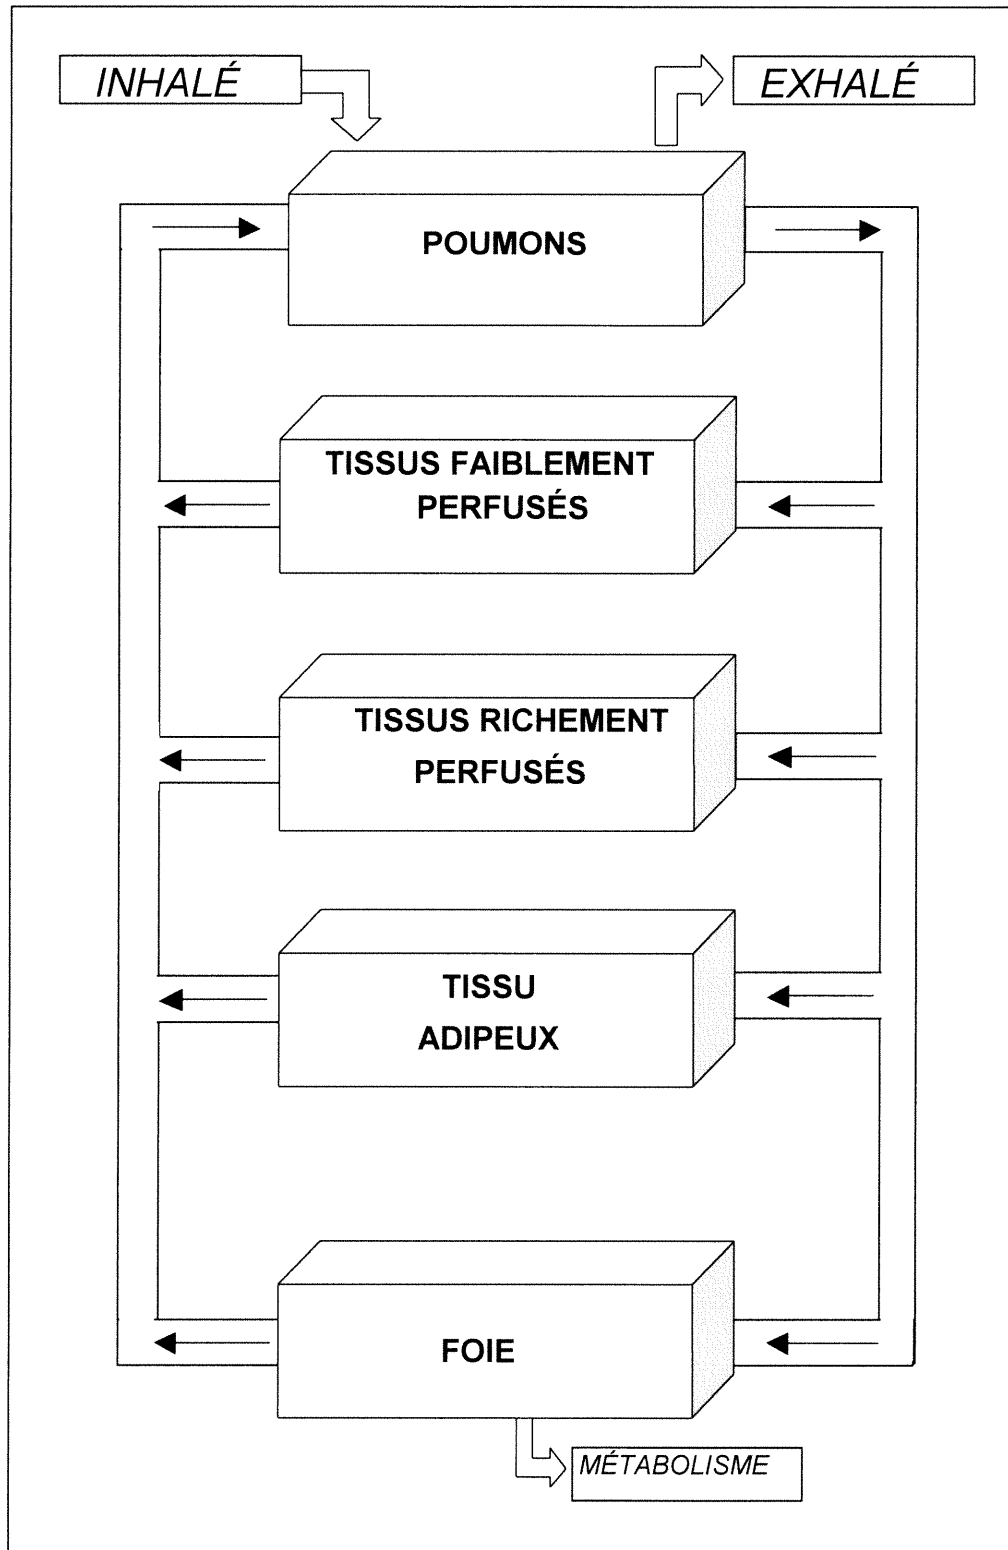 INHALÉ
EXHALÉ
POUMONS
TISSUS FAIBLEMENT
PERFUSÉS
TISSUS RICHEMENT
PERFUSÉS
TISSU
ADIPEUX
FOIE
MÉTABOLISME